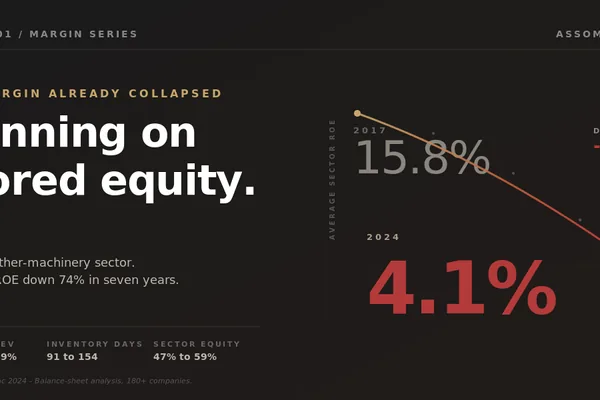 01 / MARGIN SERIES
ASSOM
RGIN ALREADY COLLAPSED
nning on
ored equity.
ther-machinery sector.
OE down 74% in seven years.
EV
9%
INVENTORY DAYS
91 to 154
SECTOR EQUITY
47% to 59%
2024 - Balance-sheet analysis, 180+ companies.
AVERAGE SECTOR ROE
2017
15.8%
D
2024
4.1%